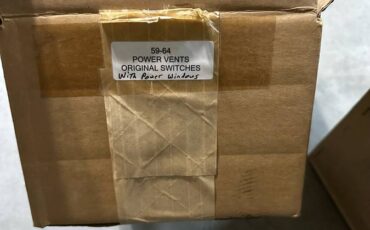 59-64
POWER VENTS
ORIGINAL SWITCHES
With Power Windows